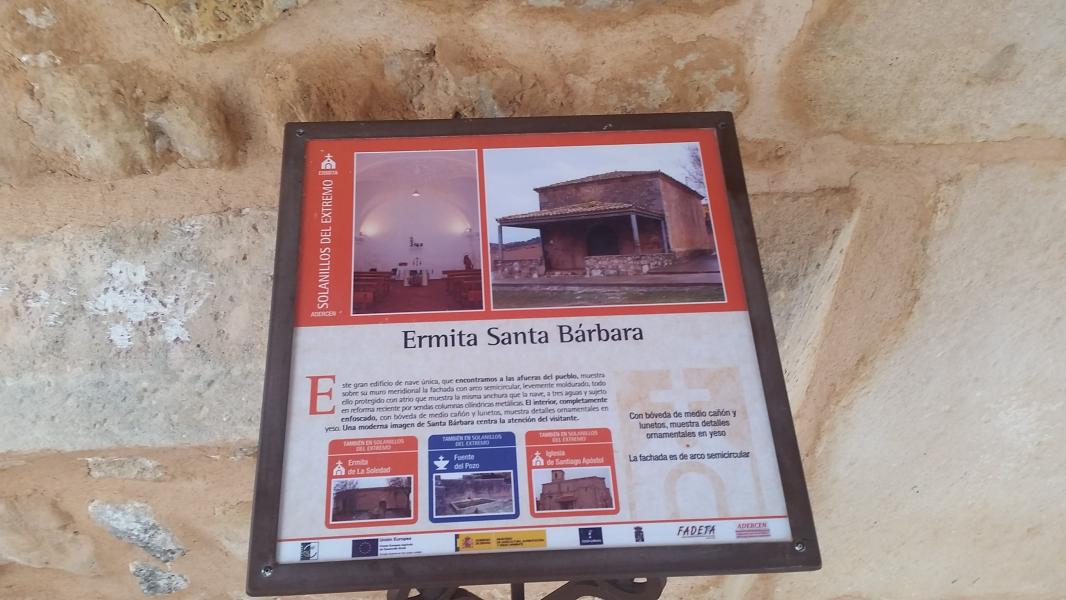 ERMITA
SOLANILLOS DEL EXTREMO
ADERCEN
Ermita Santa Bárbara
Este gran edificio de nave única, que encontramos a las afueras del pueblo, muestra
sobre su muro meridional la fachada con arco semicircular, levemente moldurado, todo
ello protegido con atrio que muestra la misma anchura que la nave, a tres aguas y sujeto
en reforma reciente por sendas columnas cilíndricas metálicas. El interior, completamente
enfoscado, con bóveda de medio cañón y lunetos, muestra detalles ornamentales en
yeso. Una moderna imagen de Santa Bárbara centra la atención del visitante.
Con bóveda de medio cañón y
lunetos, muestra detalles
ornamentales en yeso
La fachada es de arco semicircular
TAMBIÉN EN SOLANILLOS
DEL EXTREMO
Ermita
de La Soledad
TAMBIÉN EN SOLANILLOS
DEL EXTREMO
Fuente
del Pozo
TAMBIÉN EN SOLANILLOS
DEL EXTREMO
Iglesia
de Santiago Apóstol
Unión Europea
FADETA
ADERCEN